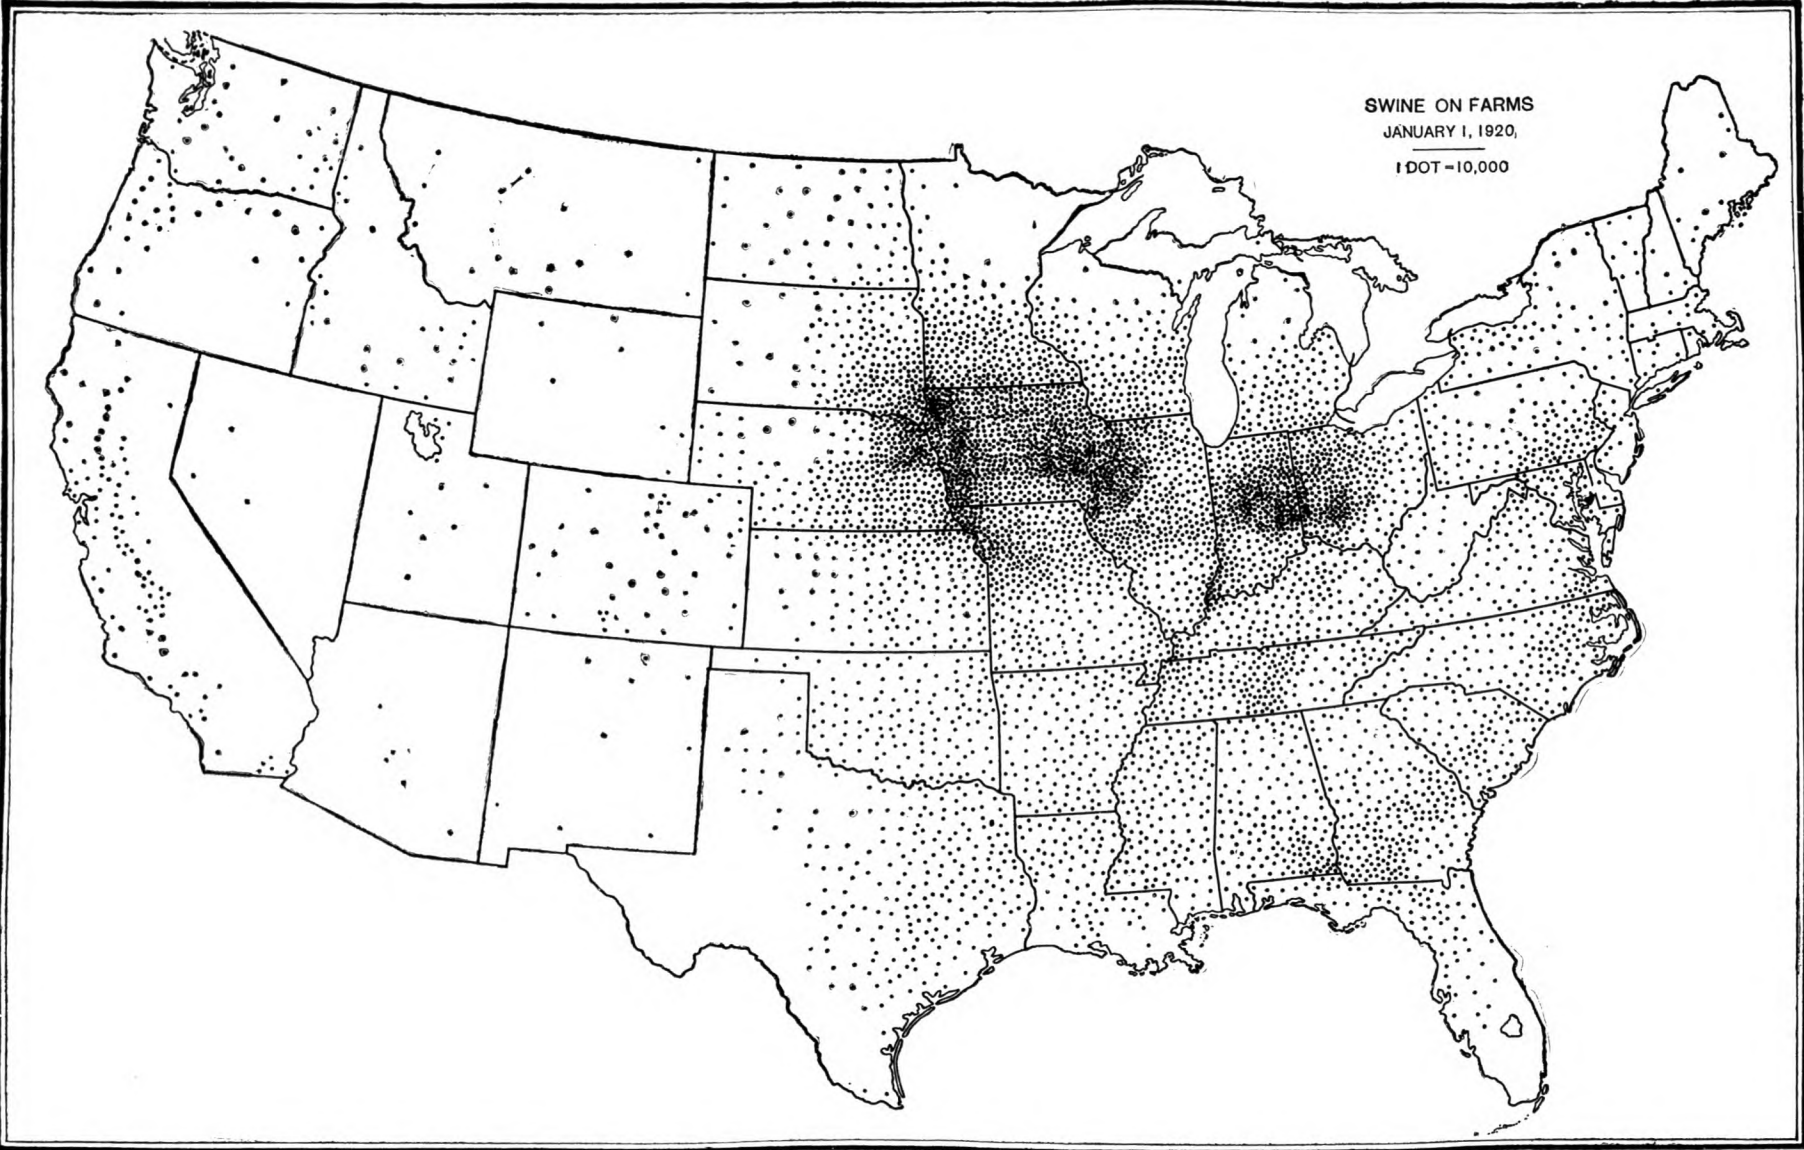 SWINE ON FARMS
JANUARY 1, 1920,
1 DOT = 10,000